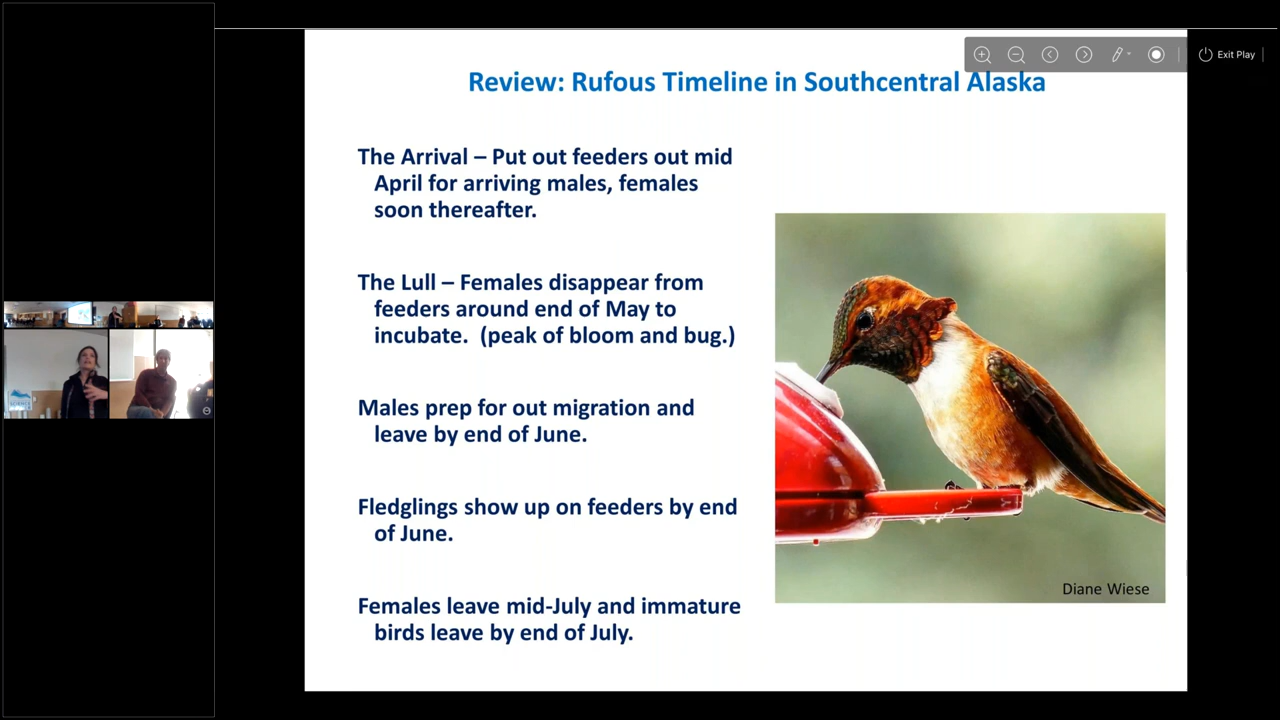 Exit Play
Review: Rufous Timeline in Southcentral Alaska
The Arrival – Put out feeders out mid
April for arriving males, females
soon thereafter.
The Lull – Females disappear from
feeders around end of May to
incubate.  (peak of bloom and bug.)
Males prep for out migration and
leave by end of June.
Fledglings show up on feeders by end
of June.
Females leave mid-July and immature
birds leave by end of July.
Diane Wiese